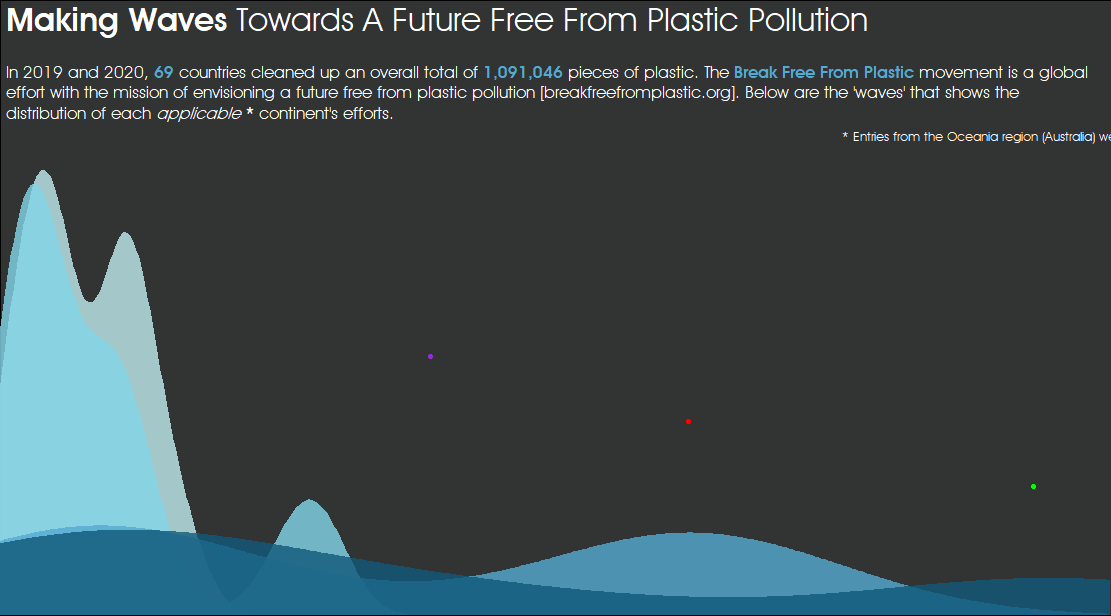 Making Waves Towards A Future Free From Plastic Pollution
In 2019 and 2020, 69 countries cleaned up an overall total of 1,091,046 pieces of plastic. The Break Free From Plastic movement is a global
effort with the mission of envisioning a future free from plastic pollution [breakfreefromplastic.org]. Below are the 'waves' that shows the
distribution of each applicable * continent's efforts.
* Entries from the Oceania region (Australia) we